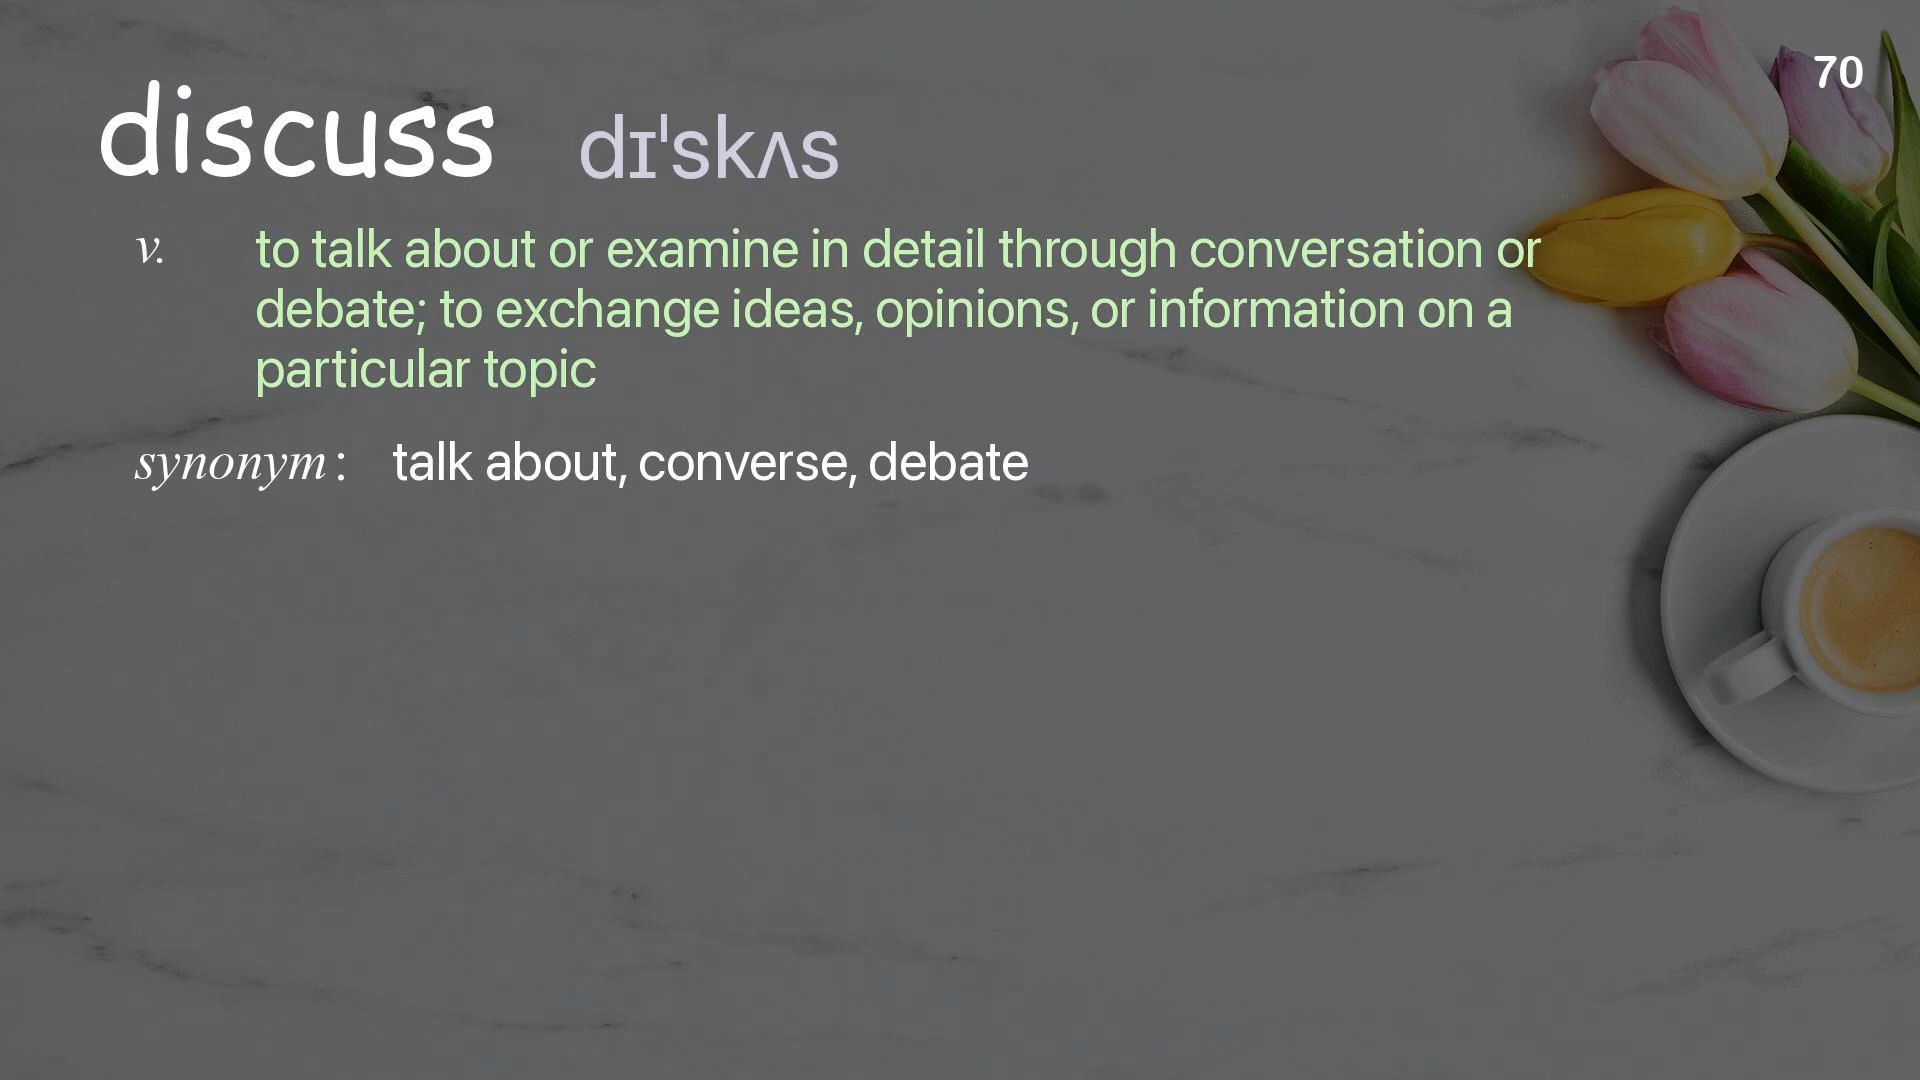 70
discuss dɪˈskʌs
v. to talk about or examine in detail through conversation or
debate; to exchange ideas, opinions, or information on a
particular topic
synonym : talk about, converse, debate